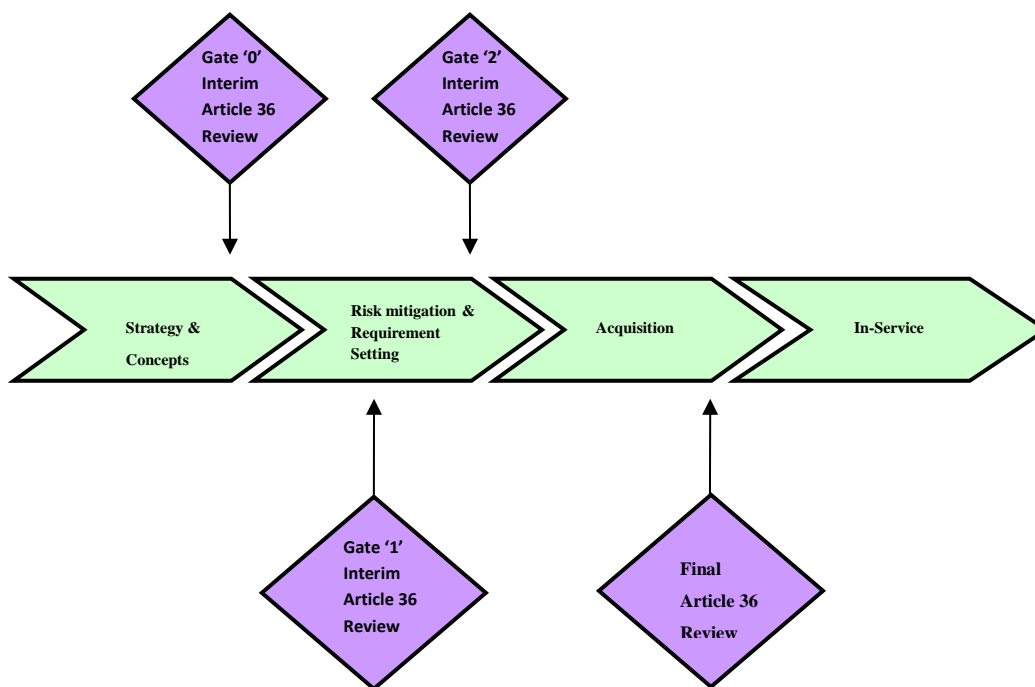 Gate ‘0’
Interim
Article 36
Review
Gate ‘2’
Interim
Article 36
Review
Strategy &
Concepts
Risk mitigation &
Requirement
Setting
Acquisition
In-Service
Gate ‘1’
Interim
Article 36
Review
Final
Article 36
Review